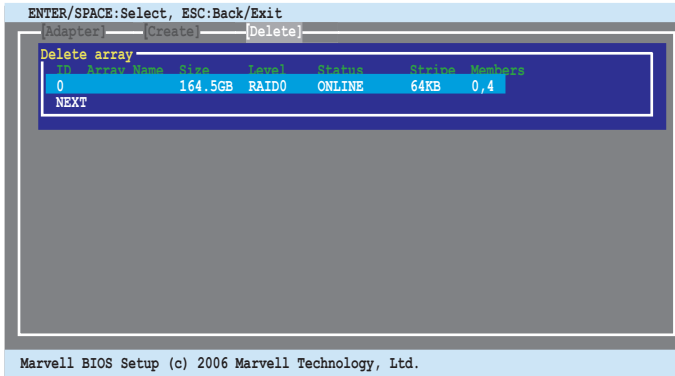 ENTER/SPACE:Select, ESC:Back/Exit
[Adapter] [Create] [Delete]
Delete array
ID Array Name Size Level Status Stripe Members
0 164.5GB RAID0 ONLINE 64KB 0,4
NEXT
Marvell BIOS Setup (c) 2006 Marvell Technology, Ltd.